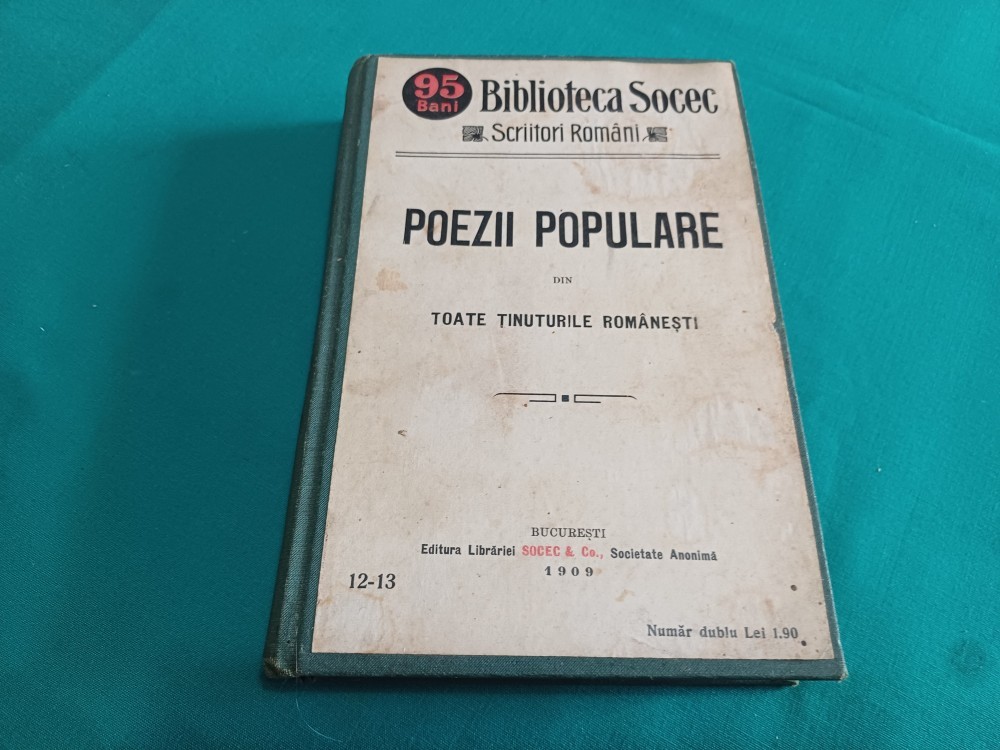 95
Bani
Biblioteca Socec
Scriitori Români
POEZII POPULARE
DIN
TOATE ȚINUTURILE ROMÂNEȘTI
BUCUREȘTI
Editura Librăriei SOCEC & Co., Societate Anonimă
1909
12-13
Număr dublu Lei 1.90